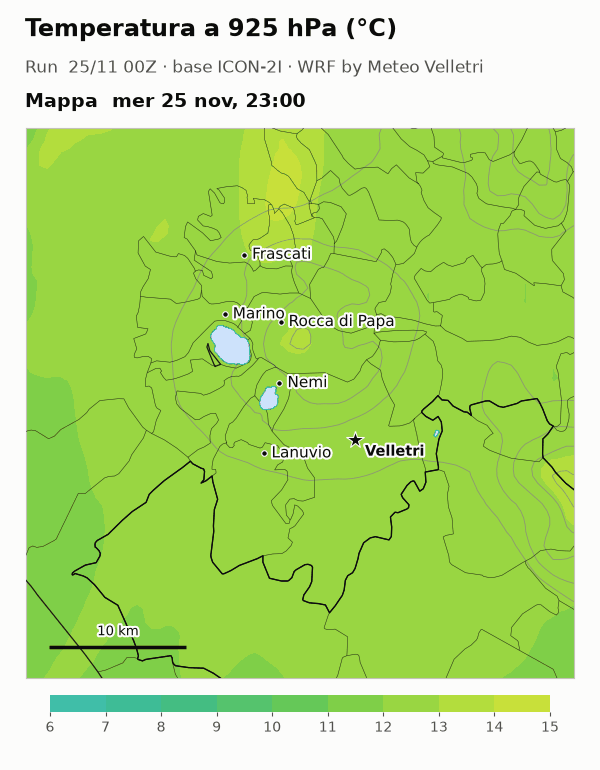 Temperatura a 925 hPa (°C)
Run  25/11 00Z · base ICON-2I · WRF by Meteo Velletri
Mappa  mer 25 nov, 23:00
Frascati
Marino
Rocca di Papa
Nemi
Velletri
Lanuvio
10 km
6 7 8 9 10 11 12 13 14 15